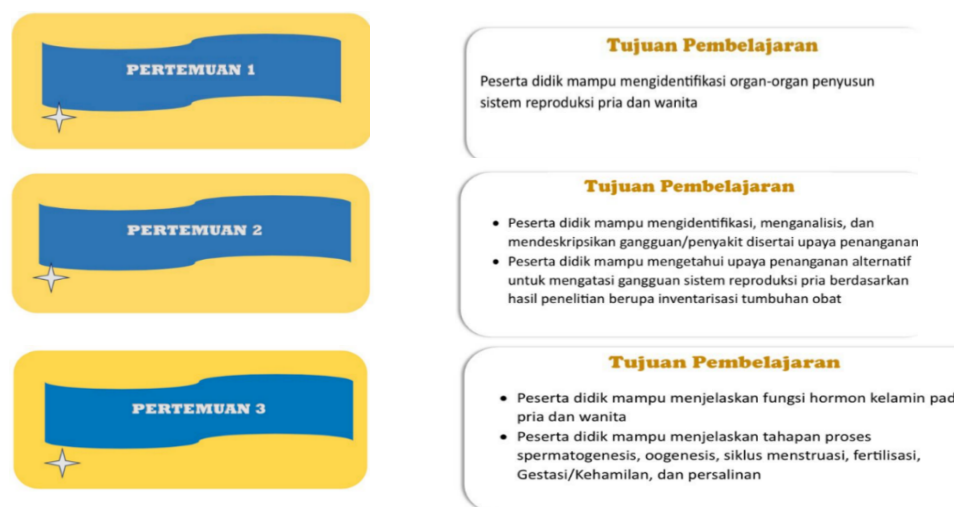 PERTEMUAN 1
Tujuan Pembelajaran
Peserta didik mampu mengidentifikasi organ-organ penyusun
sistem reproduksi pria dan wanita
PERTEMUAN 2
Tujuan Pembelajaran
• Peserta didik mampu mengidentifikasi, menganalisis, dan
mendeskripsikan gangguan/penyakit disertai upaya penanganan
• Peserta didik mampu mengetahui upaya penanganan alternatif
untuk mengatasi gangguan sistem reproduksi pria berdasarkan
hasil penelitian berupa inventarisasi tumbuhan obat
PERTEMUAN 3
Tujuan Pembelajaran
• Peserta didik mampu menjelaskan fungsi hormon kelamin pad
pria dan wanita
• Peserta didik mampu menjelaskan tahapan proses
spermatogenesis, oogenesis, siklus menstruasi, fertilisasi,
Gestasi/Kehamilan, dan persalinan